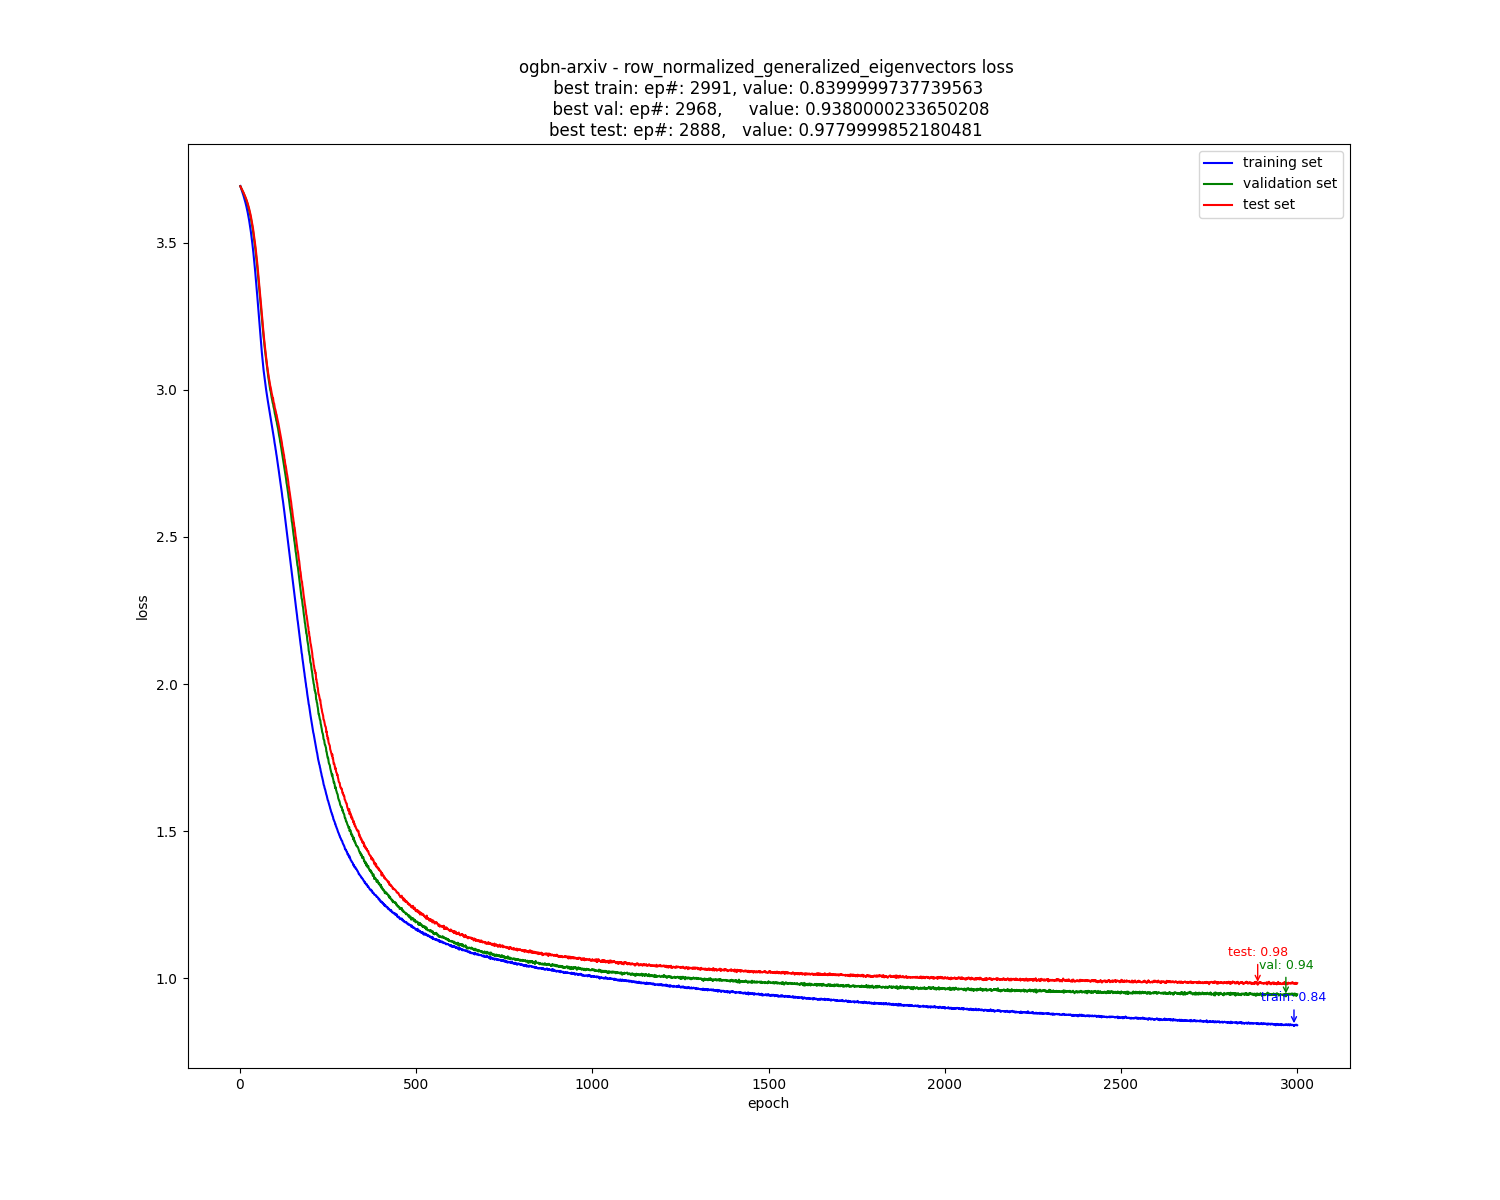 ogbn-arxiv - row_normalized_generalized_eigenvectors loss
best train: ep#: 2991, value: 0.8399999737739563
best val: ep#: 2968, value: 0.9380000233650208
best test: ep#: 2888, value: 0.9779999852180481
training set
validation set
test set
3.5
3.0
2.5
2.0
1.5
1.0
loss
test: 0.98
val: 0.94
train: 0.84
0 500 1000 1500 2000 2500 3000
epoch